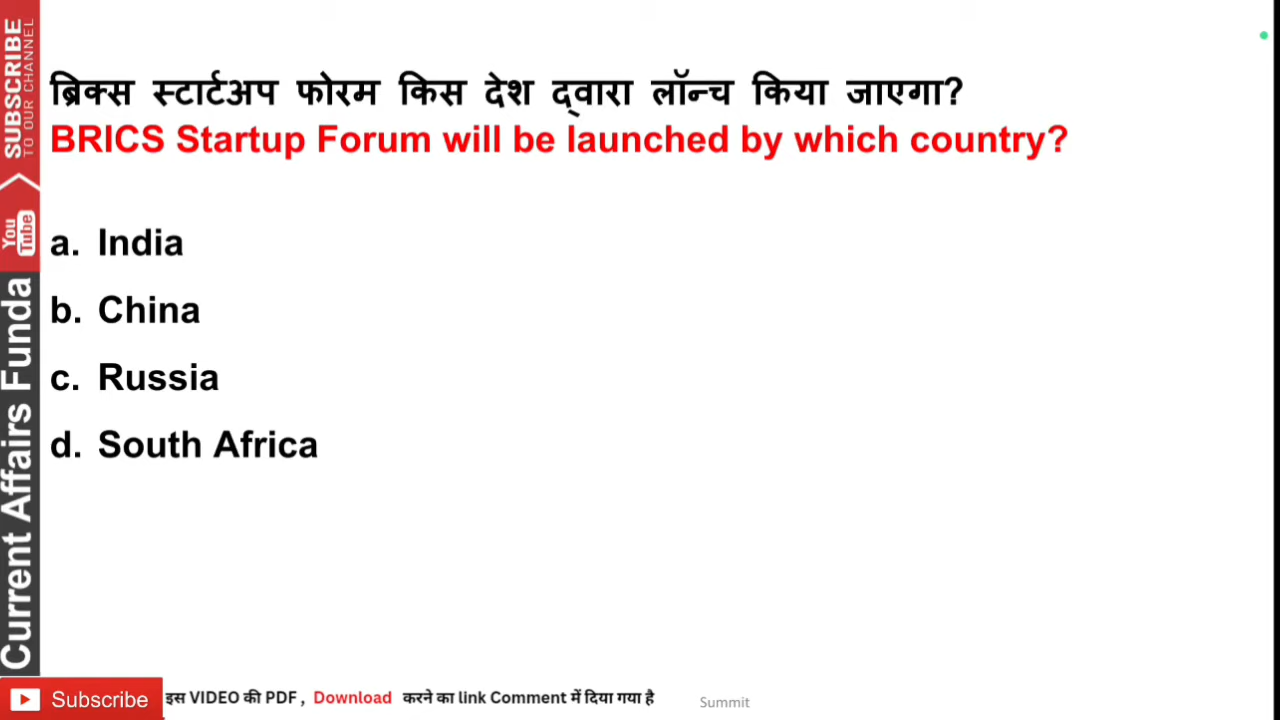 ब्रिक्स स्टार्टअप फोरम किस देश द्वारा लॉन्च किया जाएगा?
BRICS Startup Forum will be launched by which country?
a. India
b. China
c. Russia
d. South Africa
SUBSCRIBE
TO OUR CHANNEL
You
Tube
Current Affairs Funda
Subscribe
इस VIDEO की PDF , Download करने का link Comment में दिया गया है
Summit